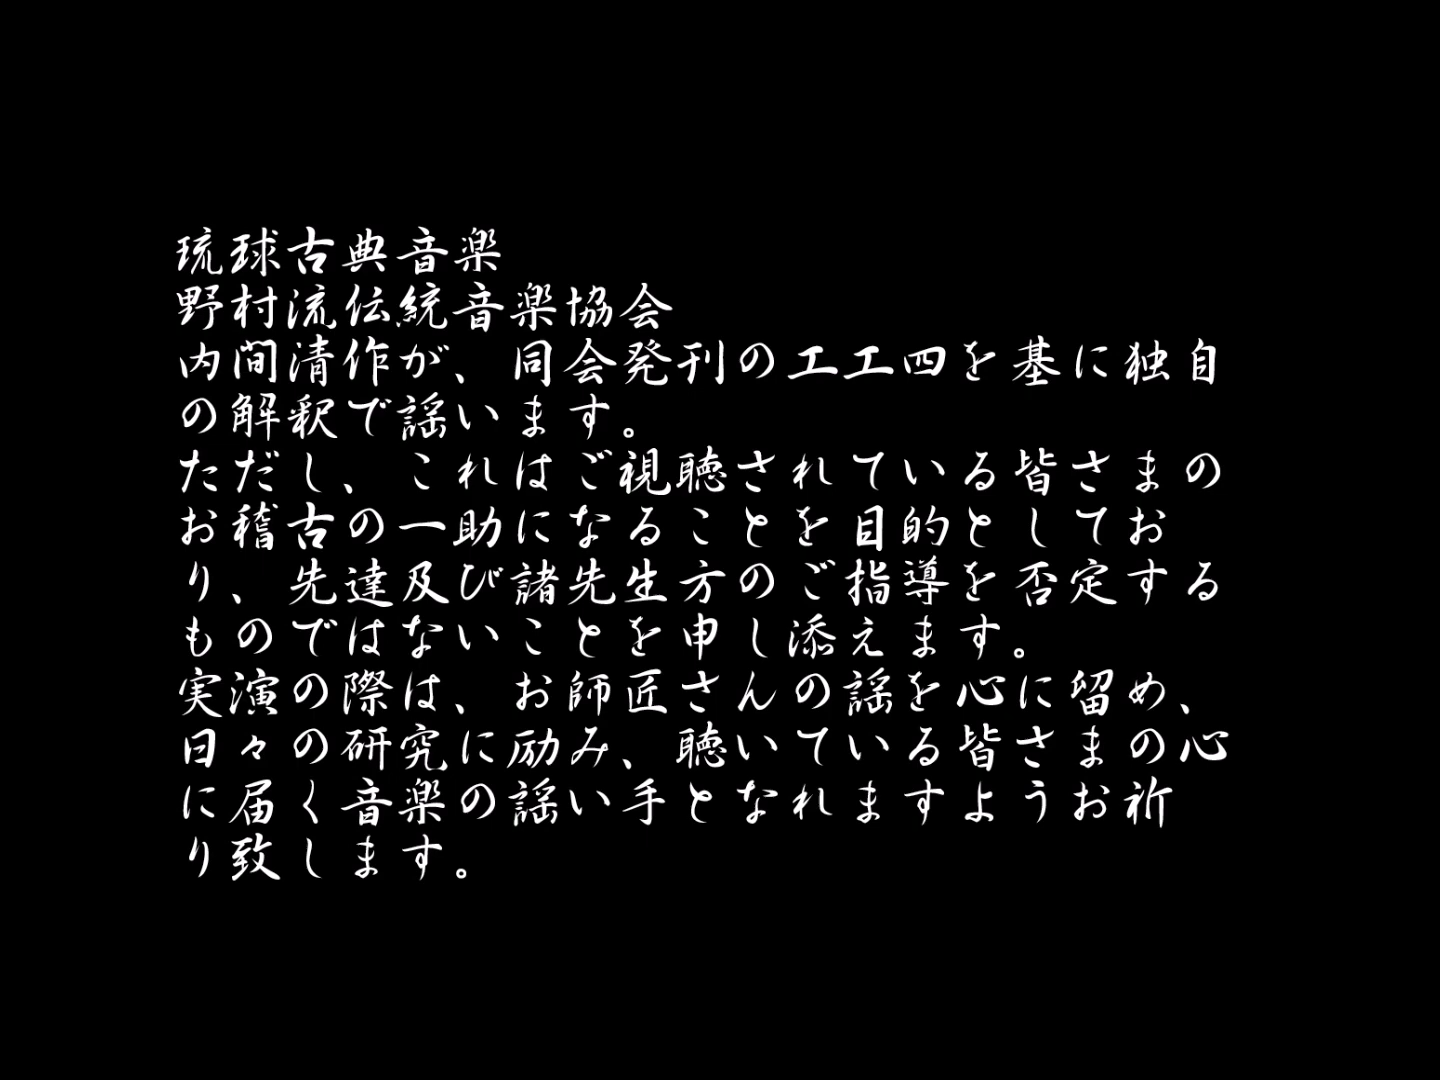 琉球古典音楽
野村流伝統音楽協会
内間清作が、同会発刊の工工四を基に独自
の解釈で謡います。
ただし、これはご視聴されている皆さまの
お稽古の一助になることを目的としてお
り、先達及び諸先生方のご指導を否定する
ものではないことを申し添えます。
実演の際は、お師匠さんの謡を心に留め、
日々の研究に励み、聴いている皆さまの心
に届く音楽の謡い手となれますようお祈
り致します。